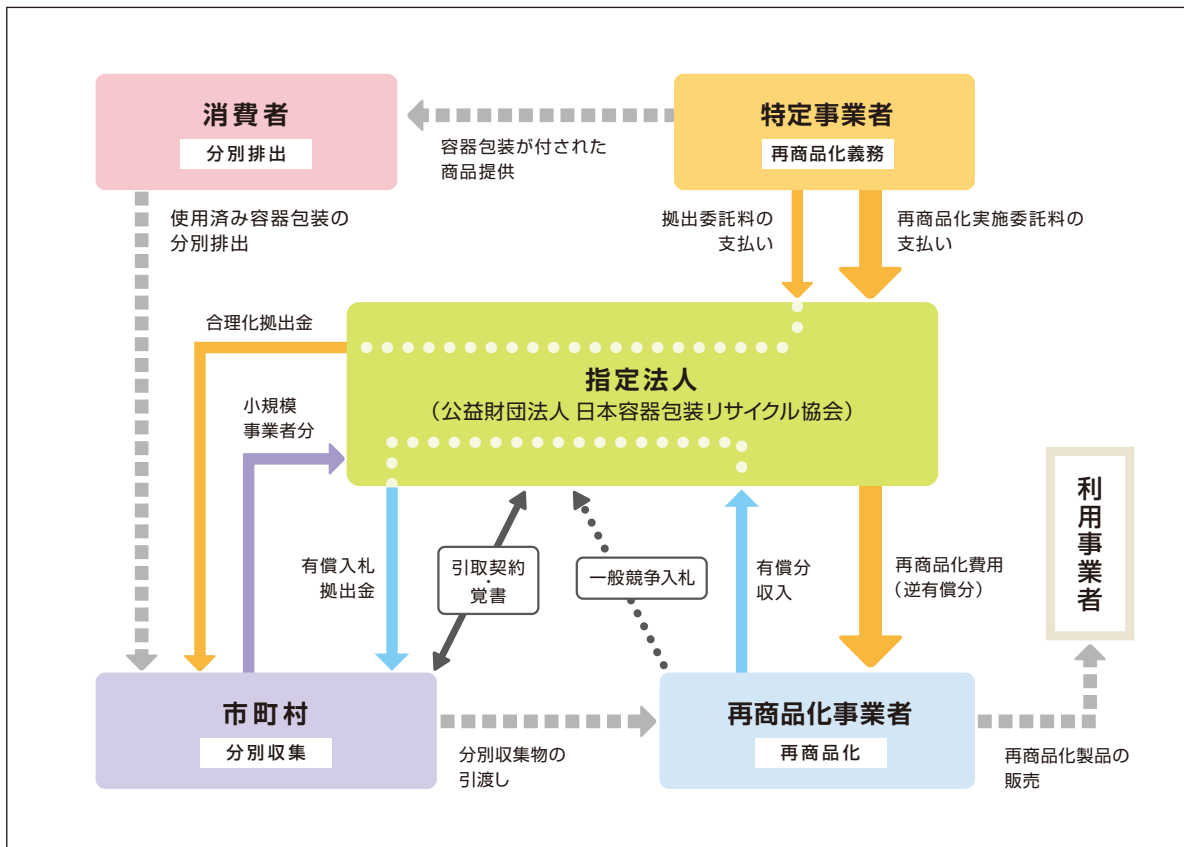 消費者
分別排出
特定事業者
再商品化義務
容器包装が付された
商品提供
使用済み容器包装の
分別排出
拠出委託料の
支払い
再商品化実施委託料の
支払い
合理化拠出金
指定法人
（公益財団法人 日本容器包装リサイクル協会）
小規模
事業者分
有償入札
拠出金
引取契約
・
覚書
一般競争入札
有償分
収入
再商品化費用
（逆有償分）
利用事業者
市町村
分別収集
分別収集物の
引渡し
再商品化事業者
再商品化
再商品化製品の
販売